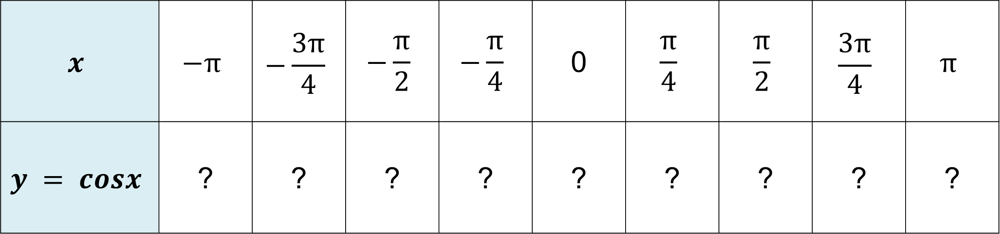 x −π −3π/4 −π/2 −π/4 0 π/4 π/2 3π/4 π
y = cosx ? ? ? ? ? ? ? ? ?